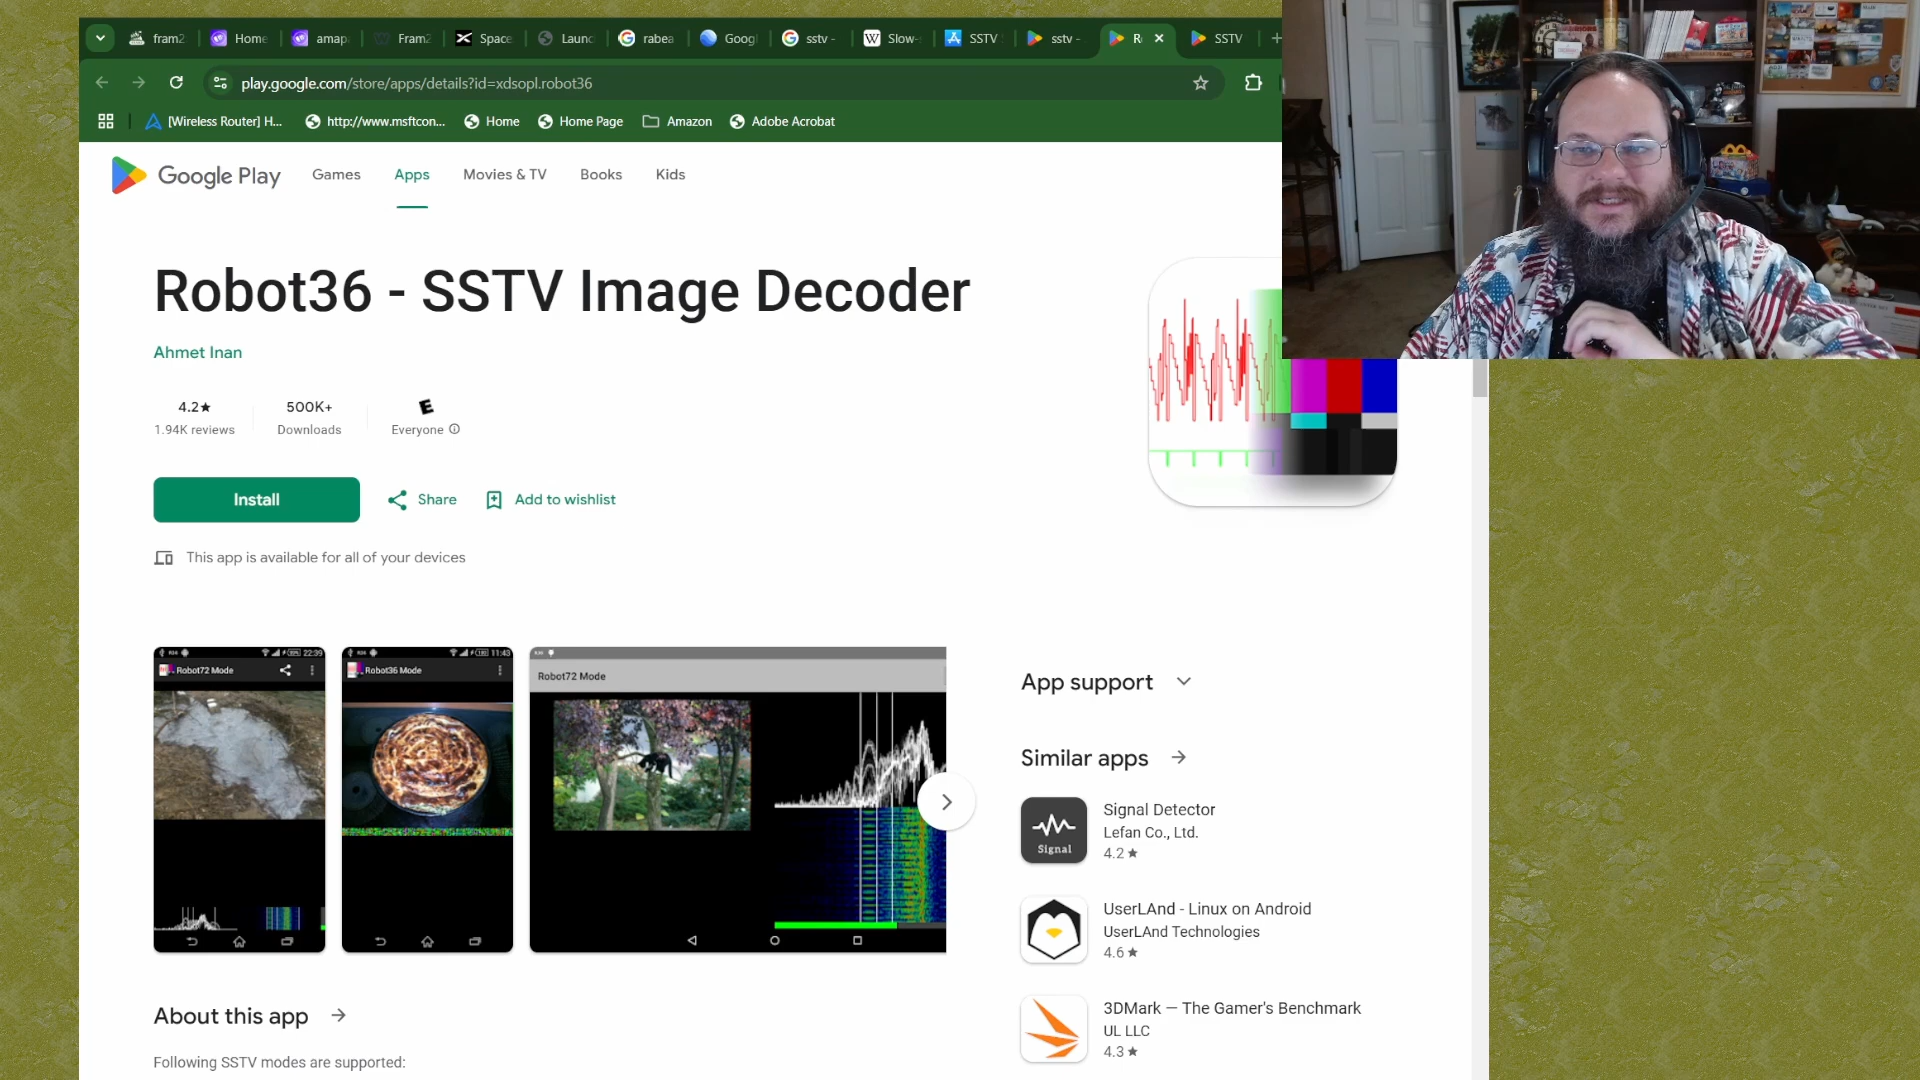 fram2
Home
amap
Fram2
Space
Launc
rabea
Googl
sstv -
Slow-
SSTV
sstv -
R
SSTV
play.google.com/store/apps/details?id=xdsopl.robot36
[Wireless Router] H...
http://www.msftcon...
Home
Home Page
Amazon
Adobe Acrobat
Google Play
Games
Apps
Movies & TV
Books
Kids
Robot36 - SSTV Image Decoder
Ahmet Inan
4.2★
1.94K reviews
500K+
Downloads
E
Everyone
Install
Share
Add to wishlist
This app is available for all of your devices
22:39
Robot72 Mode
11:43
Robot36 Mode
Robot72 Mode
App support
Similar apps
Signal
Signal Detector
Lefan Co., Ltd.
4.2★
UserLAnd - Linux on Android
UserLAnd Technologies
4.6★
3DMark — The Gamer's Benchmark
UL LLC
4.3★
About this app
Following SSTV modes are supported: